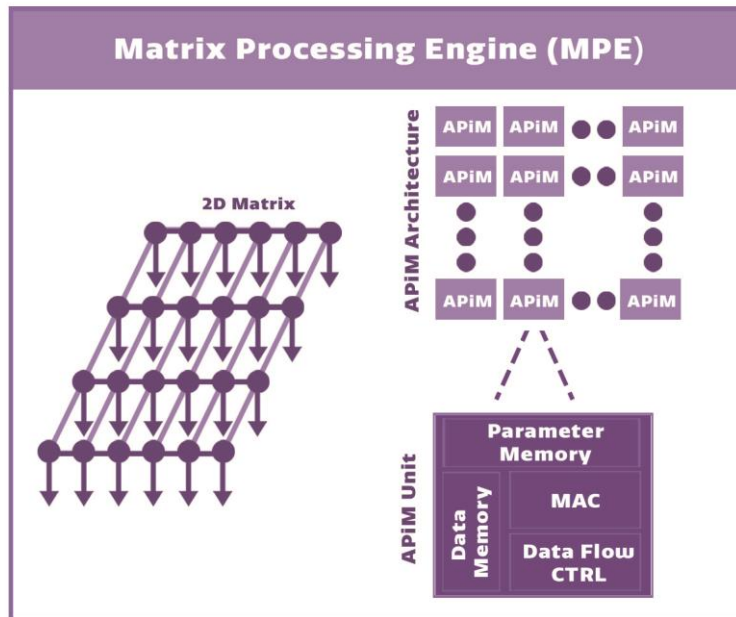 Matrix Processing Engine (MPE)
2D Matrix
APiM Architecture
APiM APiM APiM
APiM APiM APiM
APiM APiM APiM
APiM Unit
Parameter
Memory
Data
Memory
MAC
Data Flow
CTRL